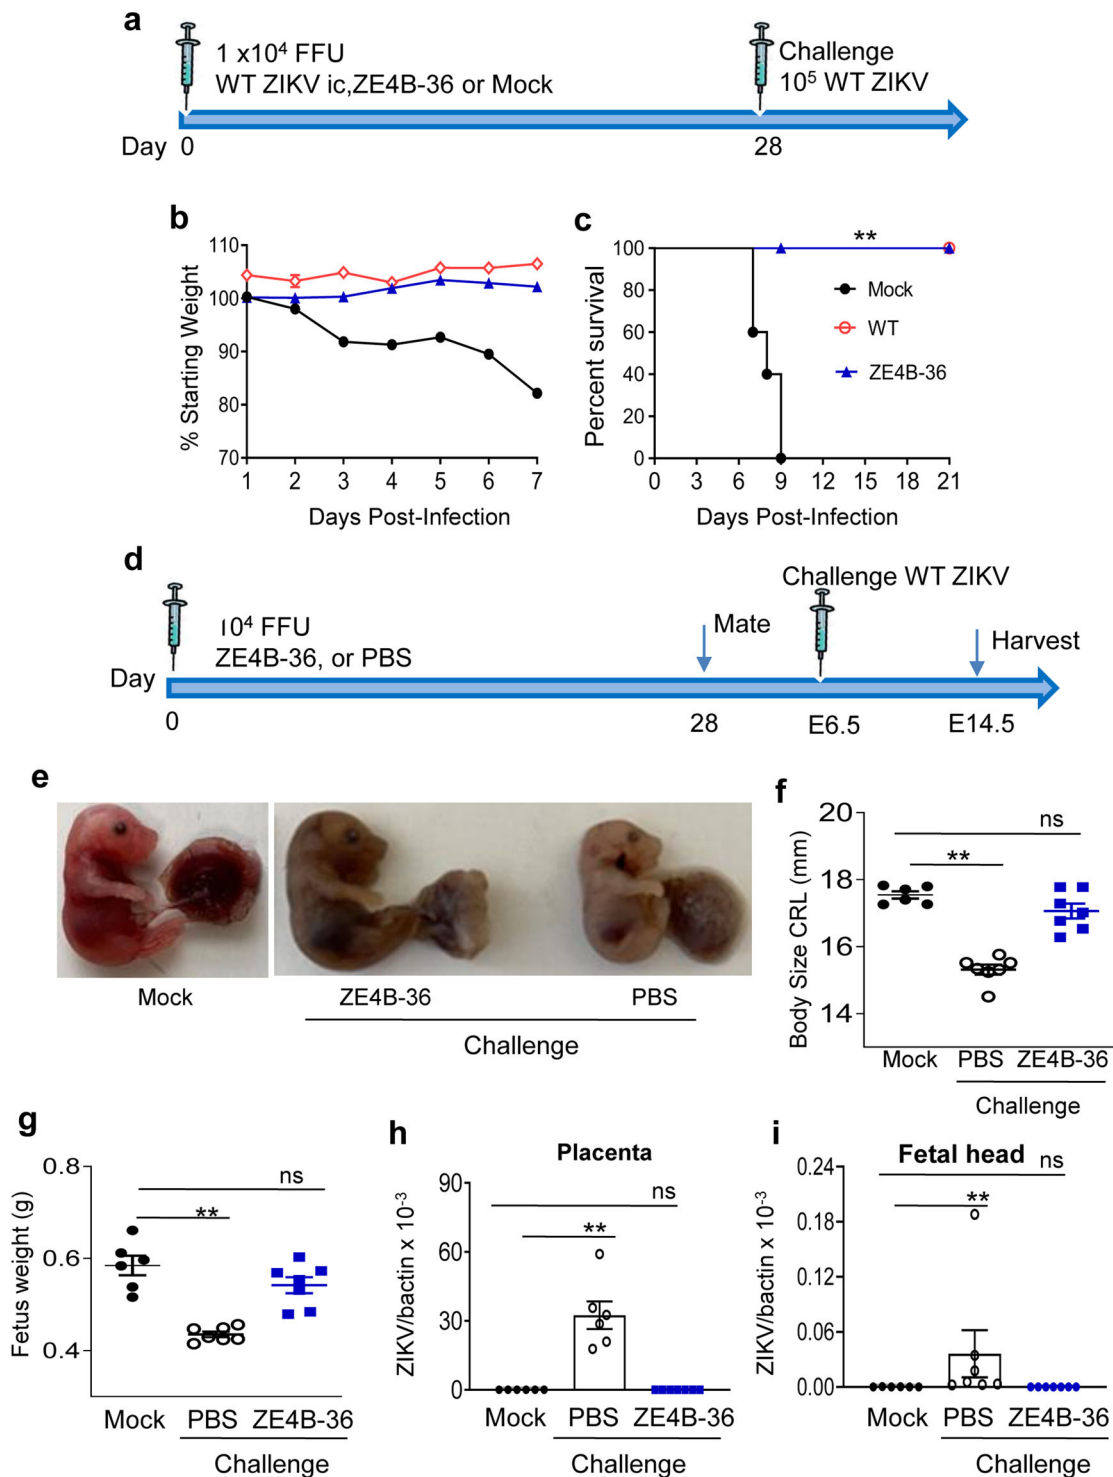 a
1 x10⁴ FFU
WT ZIKV ic,ZE4B-36 or Mock
Challenge
10⁵ WT ZIKV
Day 0 28
b
% Starting Weight
110
100
90
80
70
1 2 3 4 5 6 7
Days Post-Infection
c
Percent survival
100
80
60
40
20
0
**
Mock
WT
ZE4B-36
0 3 6 9 12 15 18 21
Days Post-Infection
d
10⁴ FFU
ZE4B-36, or PBS
Mate
Challenge WT ZIKV
Harvest
Day
0 28 E6.5 E14.5
e
Mock ZE4B-36 PBS
Challenge
f
Body Size CRL (mm)
20
18
16
14
ns
**
Mock PBS ZE4B-36
Challenge
g
Fetus weight (g)
0.8
0.6
0.4
ns
**
Mock PBS ZE4B-36
Challenge
h
Placenta
ZIKV/bactin x 10⁻³
90
60
30
0
ns
**
Mock PBS ZE4B-36
Challenge
i
Fetal head
ZIKV/bactin x 10⁻³
0.24
0.18
0.12
0.06
0.00
ns
**
Mock PBS ZE4B-36
Challenge